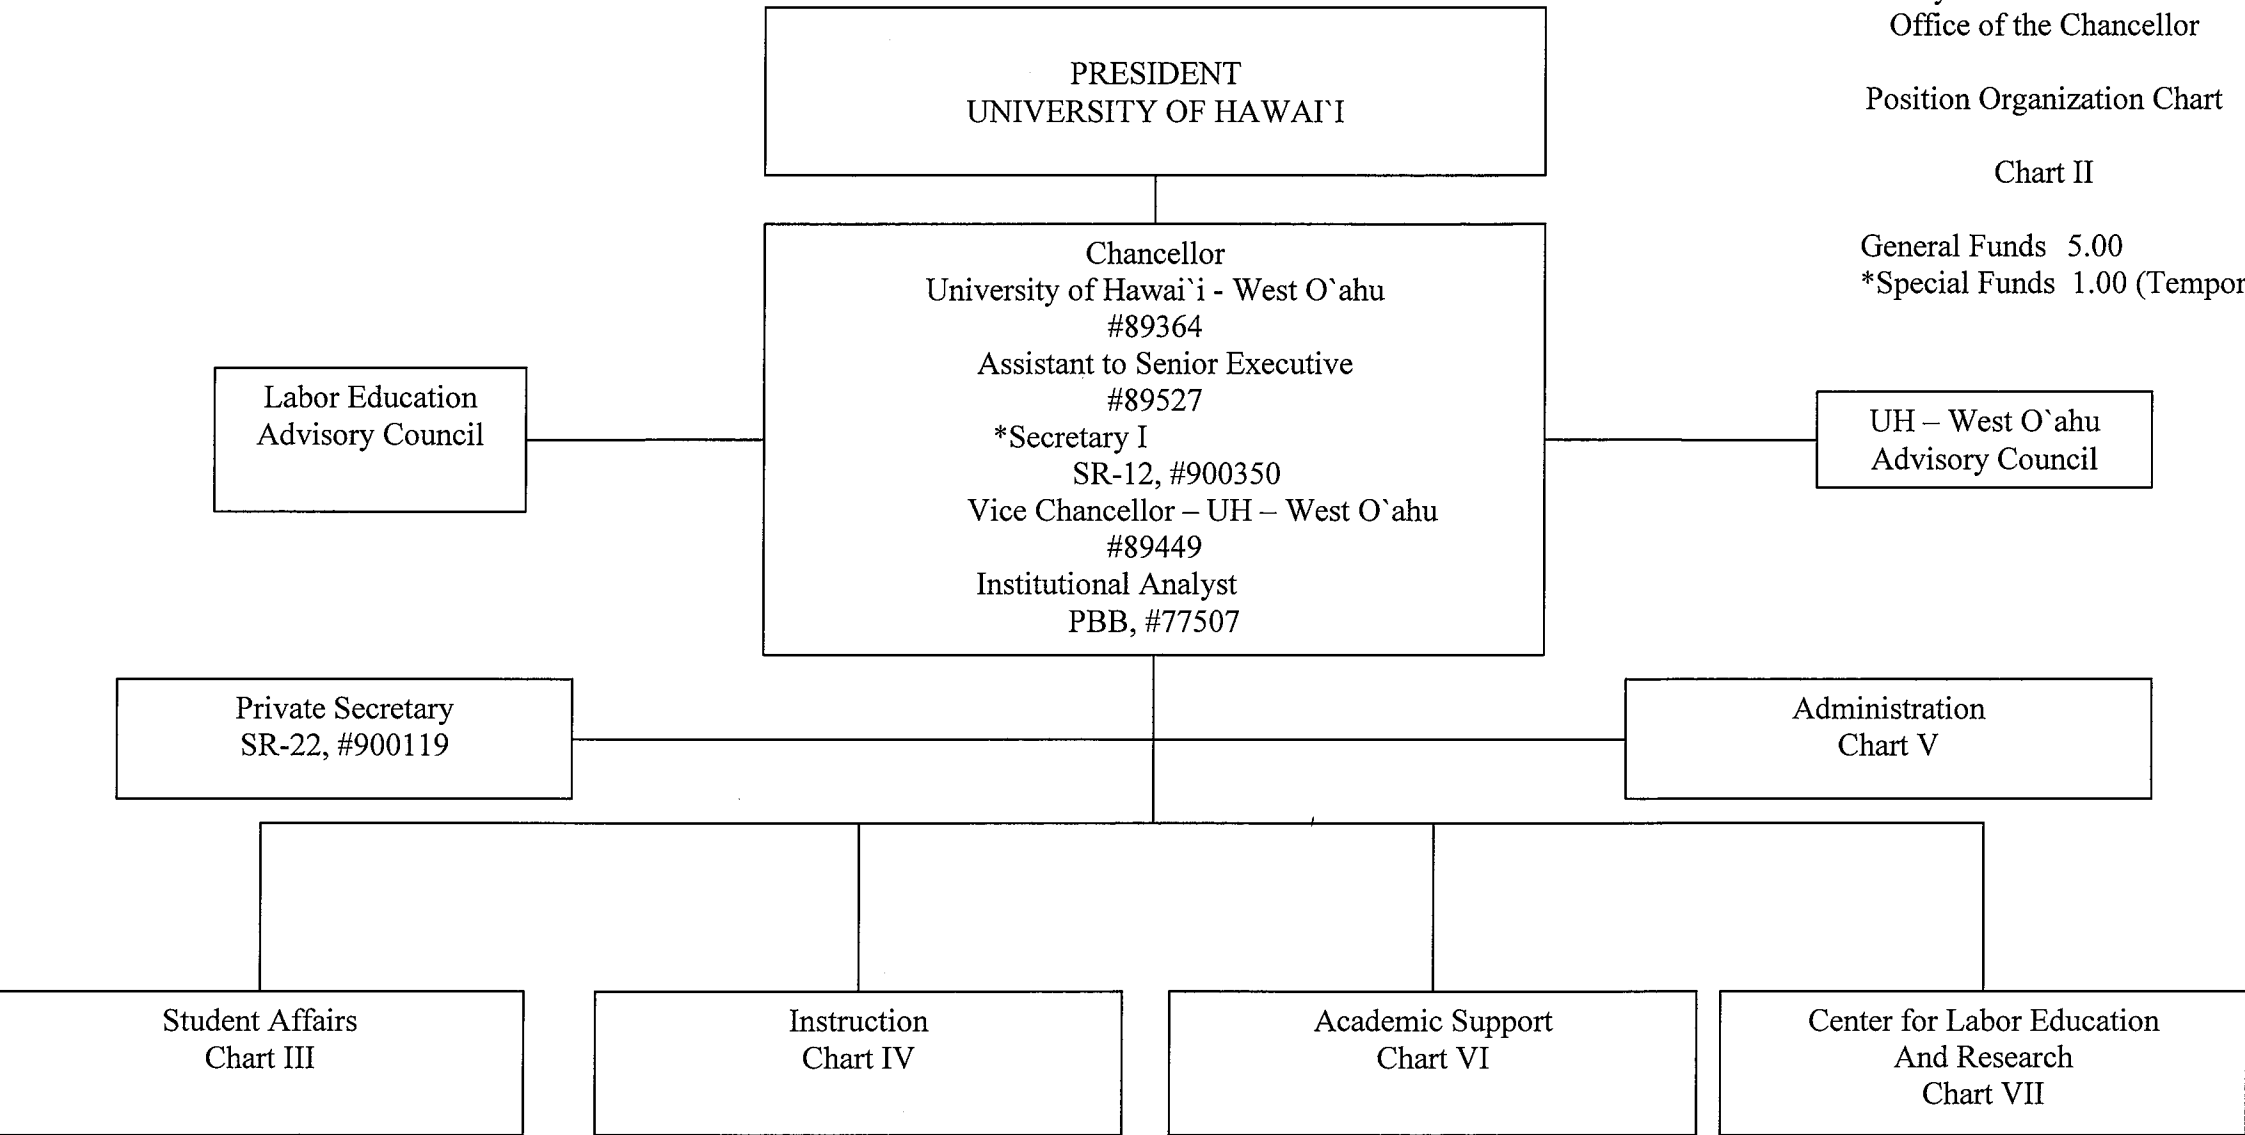 Office of the Chancellor
Position Organization Chart
Chart II
General Funds 5.00
*Special Funds 1.00
PRESIDENT
UNIVERSITY OF HAWAI`I
Chancellor
University of Hawai`i - West O`ahu
#89364
Assistant to Senior Executive
#89527
*Secretary I
SR-12, #900350
Vice Chancellor – UH – West O`ahu
#89449
Institutional Analyst
PBB, #77507
Labor Education
Advisory Council
UH – West O`ahu
Advisory Council
Private Secretary
SR-22, #900119
Administration
Chart V
Student Affairs
Chart III
Instruction
Chart IV
Academic Support
Chart VI
Center for Labor Education
And Research
Chart VII